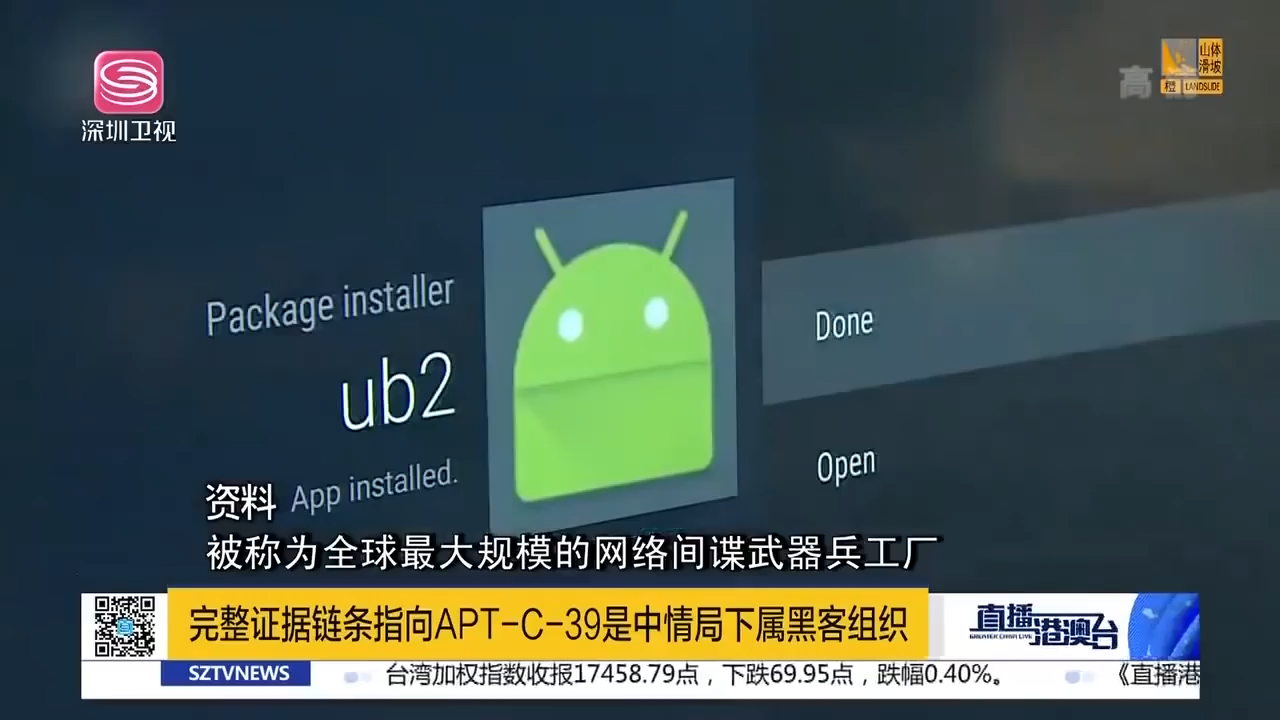 深圳卫视
山体
滑坡
橙 LANDSLIDE
高
Package installer
ub2
App installed.
Done
Open
资料
被称为全球最大规模的网络间谍武器兵工厂
完整证据链条指向APT-C-39是中情局下属黑客组织
直播港澳台
GREATER CHINA LIVE
SZTVNEWS
台湾加权指数收报17458.79点，下跌69.95点，跌幅0.40%。
《直播港